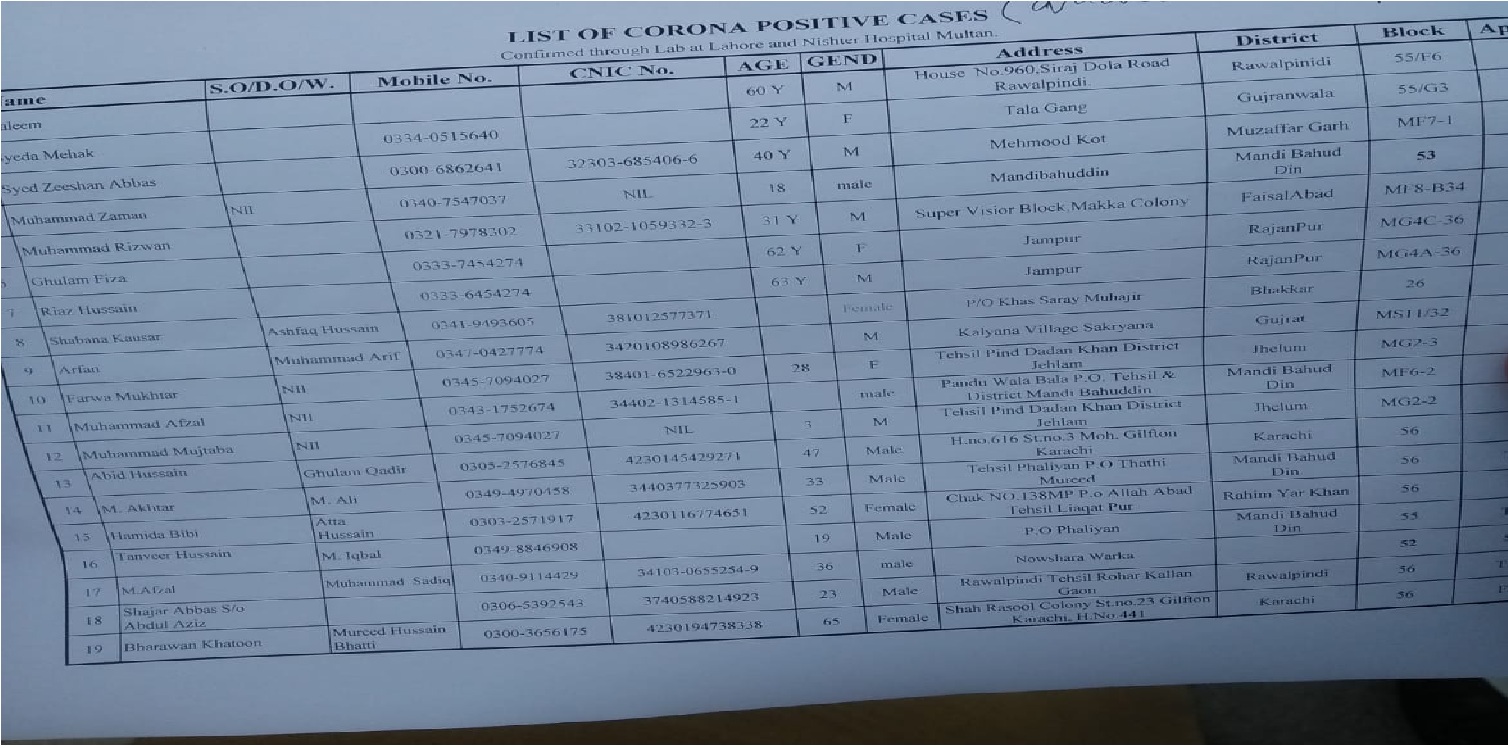 LIST OF CORONA POSITIVE CASES
Confirmed through Lab at Lahore and Nishter Hospital Multan.
ame S.O/D.O/W. Mobile No. CNIC No. AGE GEND Address District Block Ap
aleem 60 Y M House No.960,Siraj Dola Road Rawalpinidi 55/F6
Rawalpindi
yeda Mehak 0334-0515640 22 Y F Tala Gang Gujranwala 55/G3
Syed Zeeshan Abbas 0300-6862641 32303-685406-6 40 Y M Mehmood Kot Muzaffar Garh MF7-1
Muhammad Zaman NIL 0340-7547037 NIL 18 male Mandibahuddin Mandi Bahud 53
Din
Muhammad Rizwan 0321-7978302 33102-1059332-3 31 Y M Super Visior Block,Makka Colony FaisalAbad MF8-B34
Ghulam Fiza 0333-7454274 62 Y F Jampur RajanPur MG4C-36
7 Riaz Hussain 0333-6454274 63 Y M Jampur RajanPur MG4A-36
8 Shabana Kausar Ashfaq Hussain 0341-9493605 381012577371 Female P/O Khas Saray Muhajir Bhakkar 26
9 Arfan Muhammad Arif 0347-0427774 3420108986267 M Kalyana Village Sakryana Gujrat MS11/32
10 Farwa Mukhtar NIL 0345-7094027 38401-6522963-0 28 F Tehsil Pind Dadan Khan District Jhelum MG2-3
Jehlam
11 Muhammad Afzal NIL 0343-1752674 34402-1314585-1 male Pandu Wala Bala P.O. Tehsil & Mandi Bahud MF6-2
District Mandi Bahuddin Din
12 Muhammad Mujtaba NIL 0345-7094027 NIL 3 M Tehsil Pind Dadan Khan District Jhelum MG2-2
Jehlam
13 Abid Hussain Ghulam Qadir 0305-2576845 4230145429271 47 Male H.no.616 St.no.3 Moh. Gilfton Karachi 56
Karachi
14 M. Akhtar M. Ali 0349-4970458 3440377325903 33 Male Tehsil Phaliyan P.O Thathi Mandi Bahud 56
Mureed Din
15 Hamida Bibi Atta 0303-2571917 4230116774651 52 Female Chak NO.138MP P.o Allah Abad Rahim Yar Khan 56
Hussain Tehsil Liaqat Pur
16 Tanveer Hussain M. Iqbal 0349-8846908 19 Male P.O Phaliyan Mandi Bahud 55
Din
17 M.Afzal Muhammad Sadiq 0340-9114429 34103-0655254-9 36 male Nowshara Warka 52
18 Shajar Abbas S/o 0306-5392543 3740588214923 23 Male Rawalpindi Tehsil Rohar Kallan Rawalpindi 56
Abdul Aziz Gaon
19 Bharawan Khatoon Mureed Hussain 0300-3656175 4230194738338 65 Female Shah Rasool Colony St.no.23 Gilfton Karachi 56
Bhatti Karachi, H.No.441